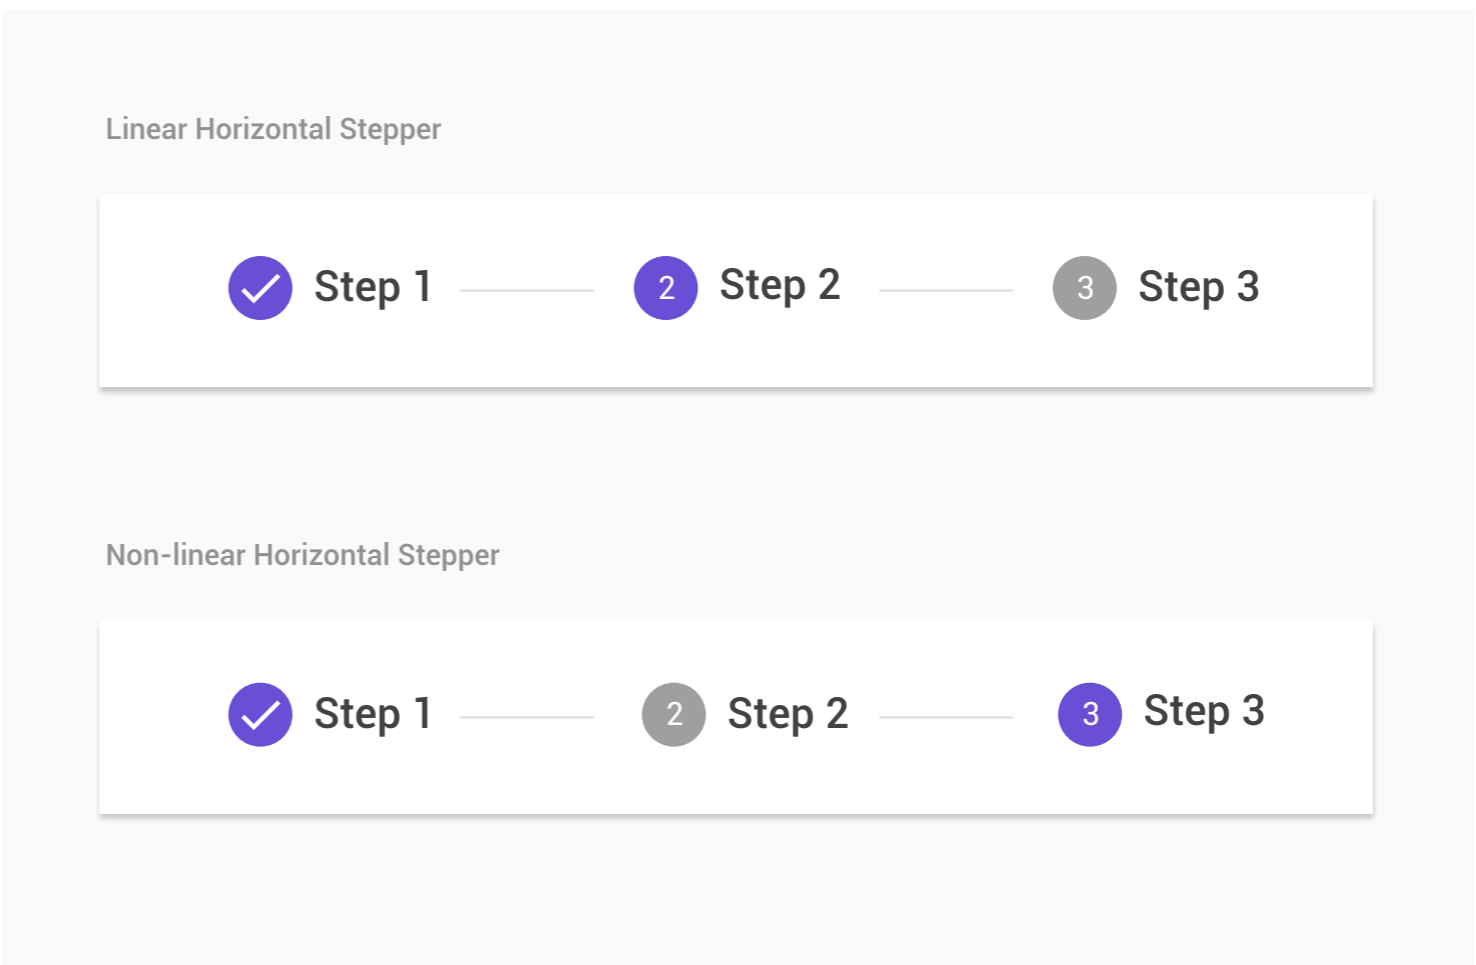 Linear Horizontal Stepper
Step 1 2 Step 2 3 Step 3
Non-linear Horizontal Stepper
Step 1 2 Step 2 3 Step 3